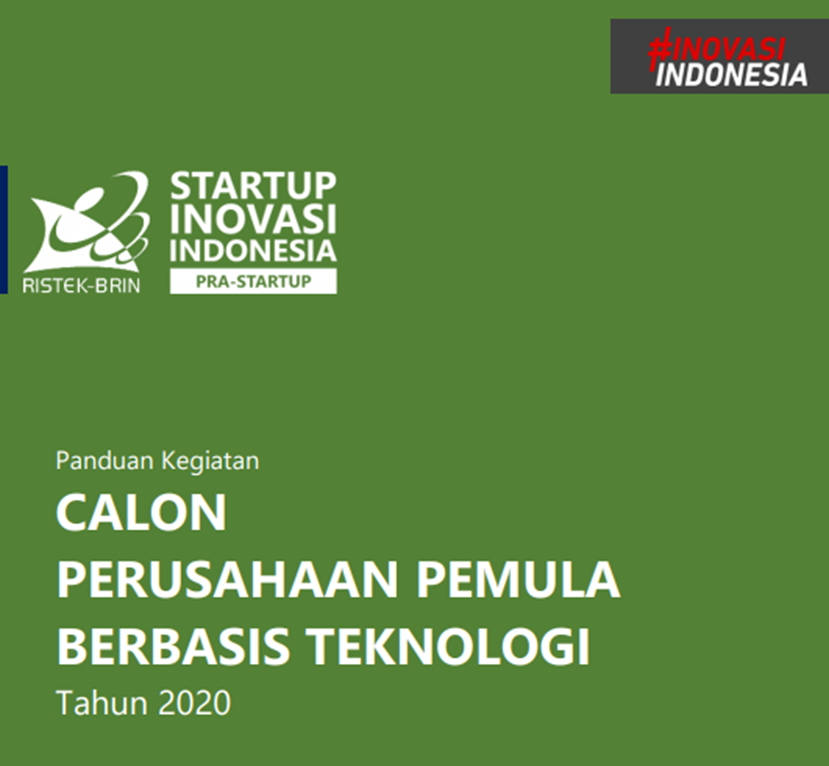 #INOVASI
INDONESIA
STARTUP
INOVASI
INDONESIA
PRA-STARTUP
RISTEK-BRIN
Panduan Kegiatan
CALON
PERUSAHAAN PEMULA
BERBASIS TEKNOLOGI
Tahun 2020